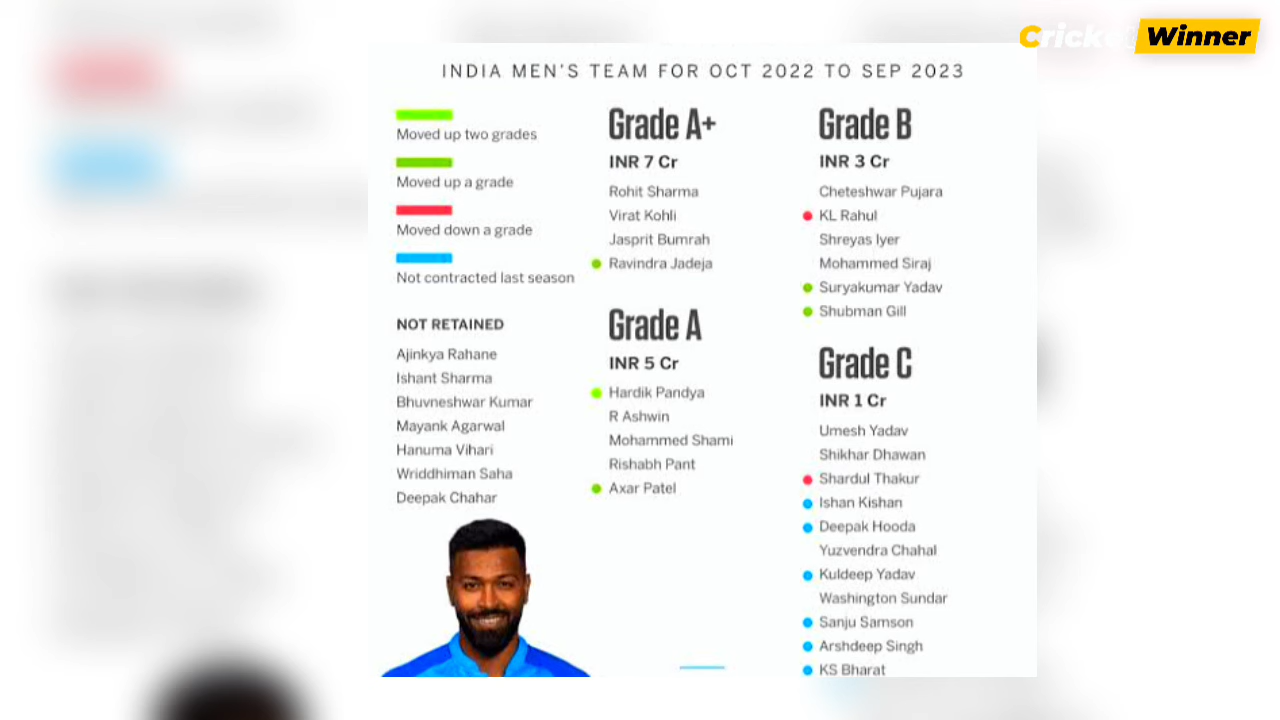 Cricket Winner
INDIA MEN'S TEAM FOR OCT 2022 TO SEP 2023
Moved up two grades
Moved up a grade
Moved down a grade
Not contracted last season
NOT RETAINED
Ajinkya Rahane
Ishant Sharma
Bhuvneshwar Kumar
Mayank Agarwal
Hanuma Vihari
Wriddhiman Saha
Deepak Chahar
Grade A+
INR 7 Cr
Rohit Sharma
Virat Kohli
Jasprit Bumrah
Ravindra Jadeja
Grade A
INR 5 Cr
Hardik Pandya
R Ashwin
Mohammed Shami
Rishabh Pant
Axar Patel
Grade B
INR 3 Cr
Cheteshwar Pujara
KL Rahul
Shreyas Iyer
Mohammed Siraj
Suryakumar Yadav
Shubman Gill
Grade C
INR 1 Cr
Umesh Yadav
Shikhar Dhawan
Shardul Thakur
Ishan Kishan
Deepak Hooda
Yuzvendra Chahal
Kuldeep Yadav
Washington Sundar
Sanju Samson
Arshdeep Singh
KS Bharat